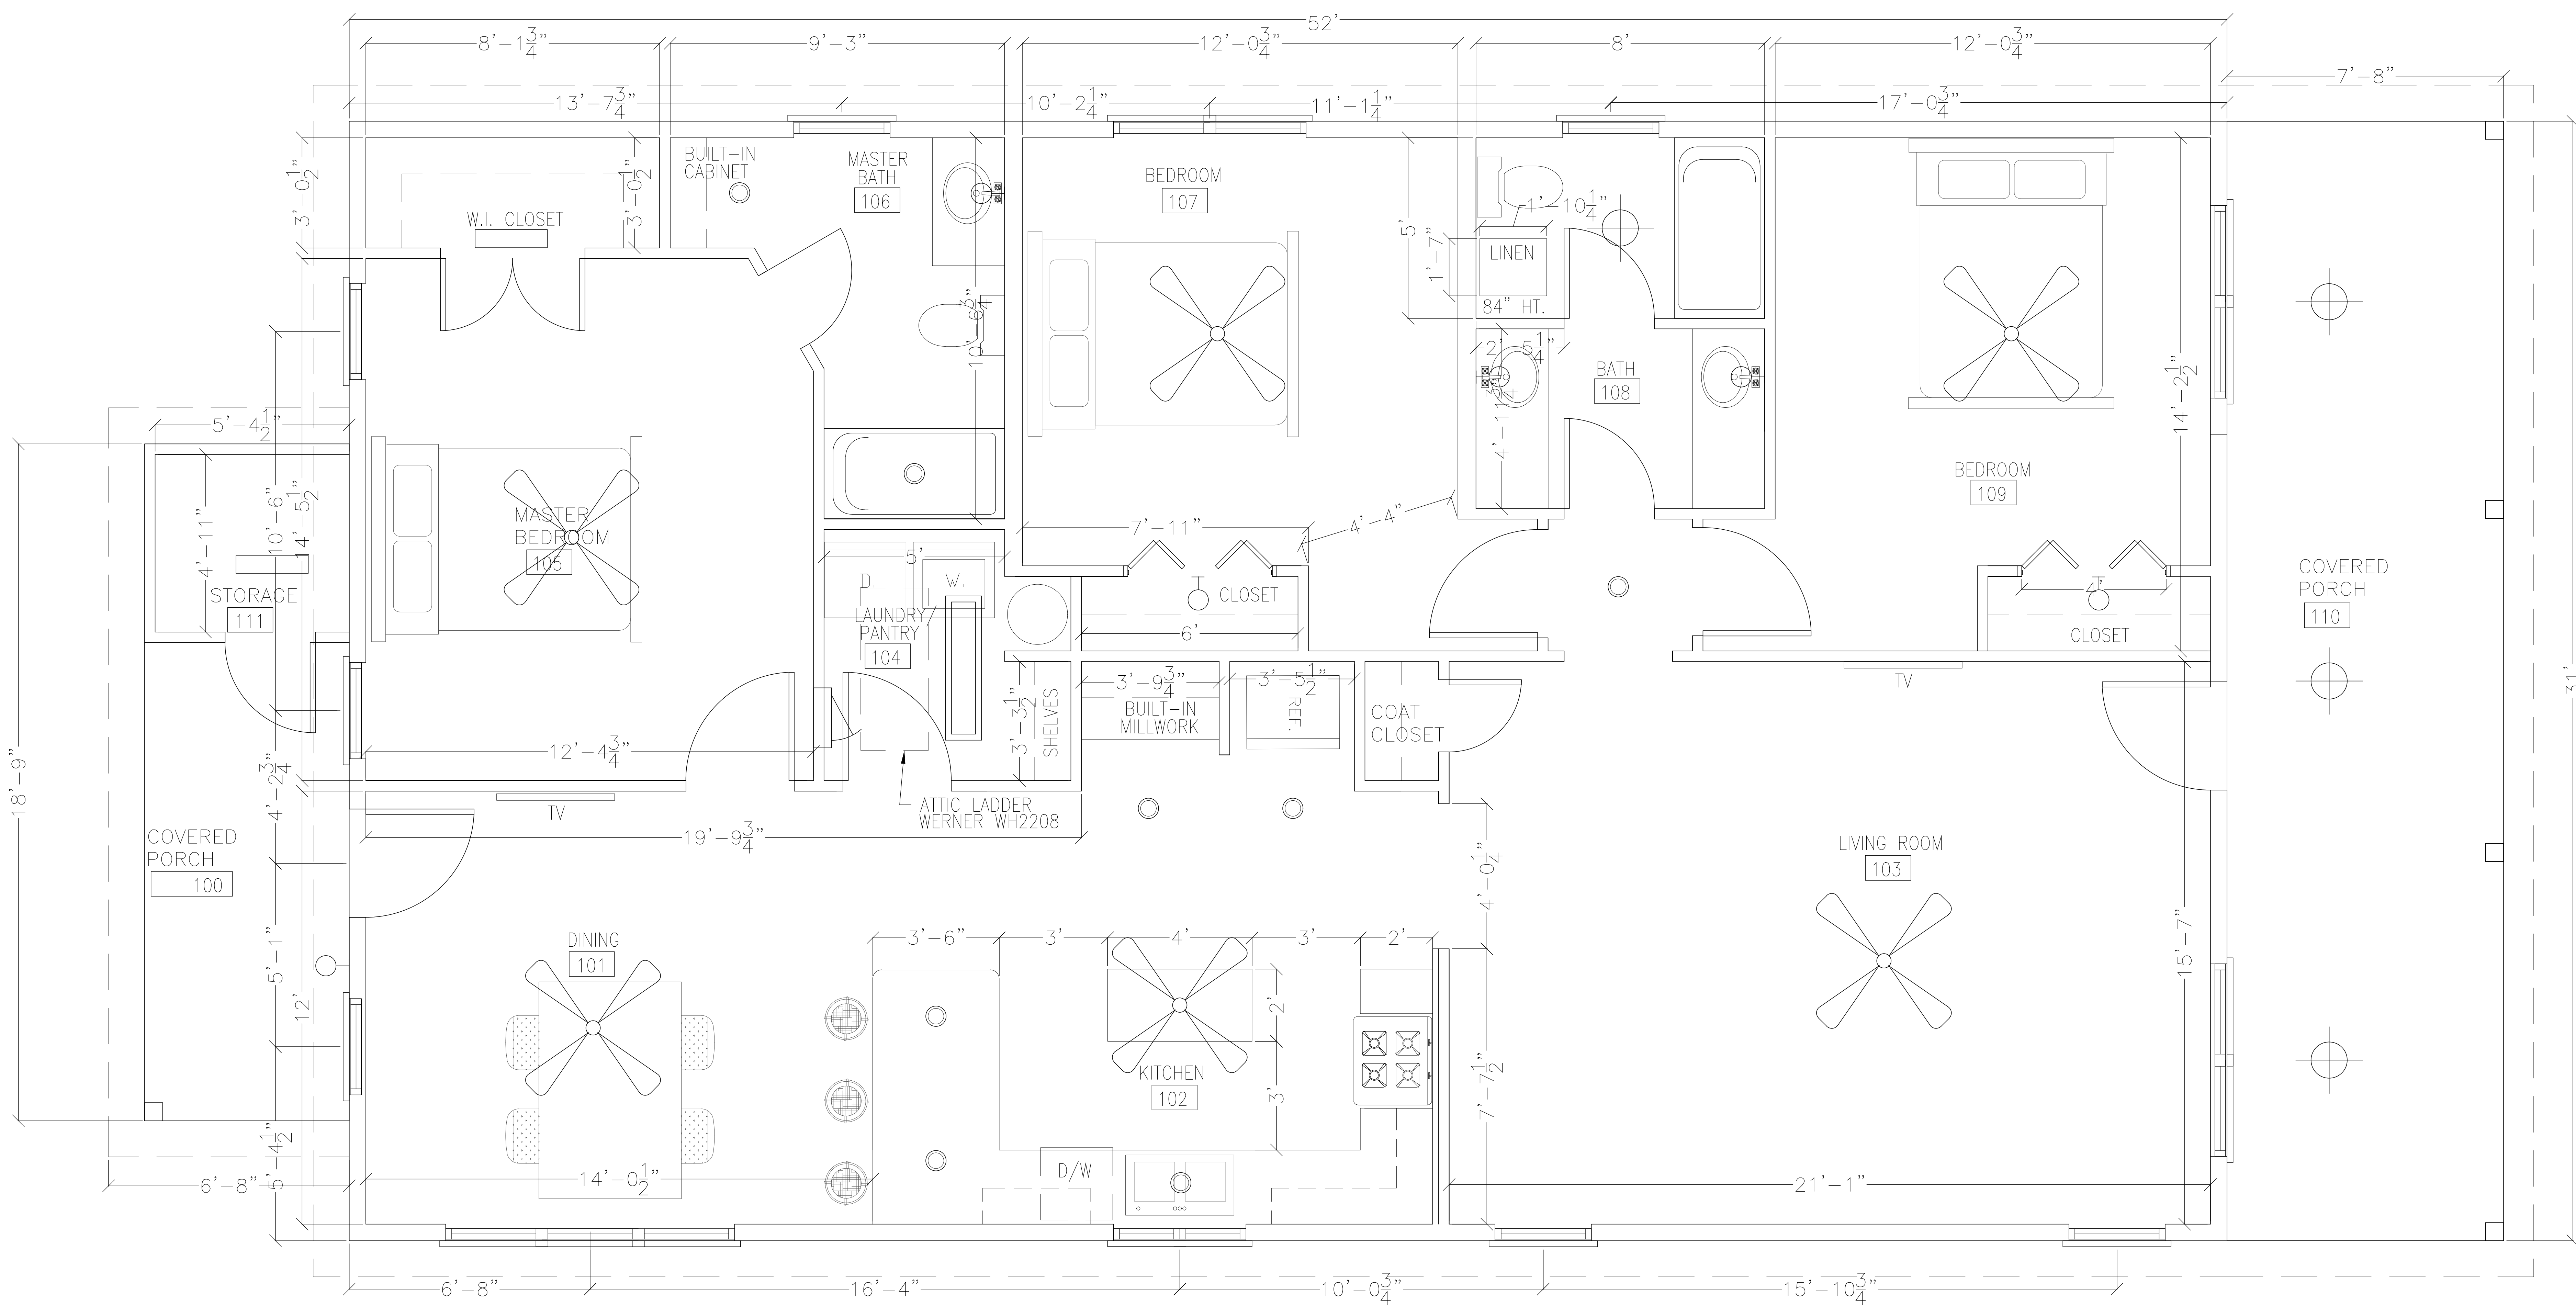 52'
8'-1 3/4"
9'-3"
12'-0 3/4"
8'
12'-0 3/4"
7'-8"
13'-7 3/4"
10'-2 1/4"
11'-1 1/4"
17'-0 3/4"
3'-0 1/2"
3'-0 1/2"
W.I. CLOSET
BUILT-IN
CABINET
MASTER
BATH
106
10'-6 3/4"
BEDROOM
107
5'
1'-10 1/4"
1'-7"
LINEN
84" HT.
2'-5 1/4"
4'-11 3/4"
BATH
108
14'-2 1/2"
BEDROOM
109
31'
5'-4 1/2"
4'-11"
10'-6"
14'-5 1/2"
STORAGE
111
MASTER
BEDROOM
105
5'
D.
W.
LAUNDRY/
PANTRY
104
7'-11"
4'-4"
CLOSET
6'
4'
CLOSET
COVERED
PORCH
110
18'-9"
12'-4 3/4"
3'-3 1/2"
SHELVES
3'-9 3/4"
BUILT-IN
MILLWORK
3'-5 1/2"
REF.
COAT
CLOSET
TV
4'-2 3/4"
TV
ATTIC LADDER
WERNER WH2208
19'-9 3/4"
COVERED
PORCH
100
4'-0 1/4"
LIVING ROOM
103
15'-7"
5'-1"
12'
DINING
101
3'-6"
3'
4'
3'
2'
2'
3'
KITCHEN
102
7'-7 1/2"
5'-4 1/2"
6'-8"
14'-0 1/2"
D/W
21'-1"
6'-8"
16'-4"
10'-0 3/4"
15'-10 3/4"